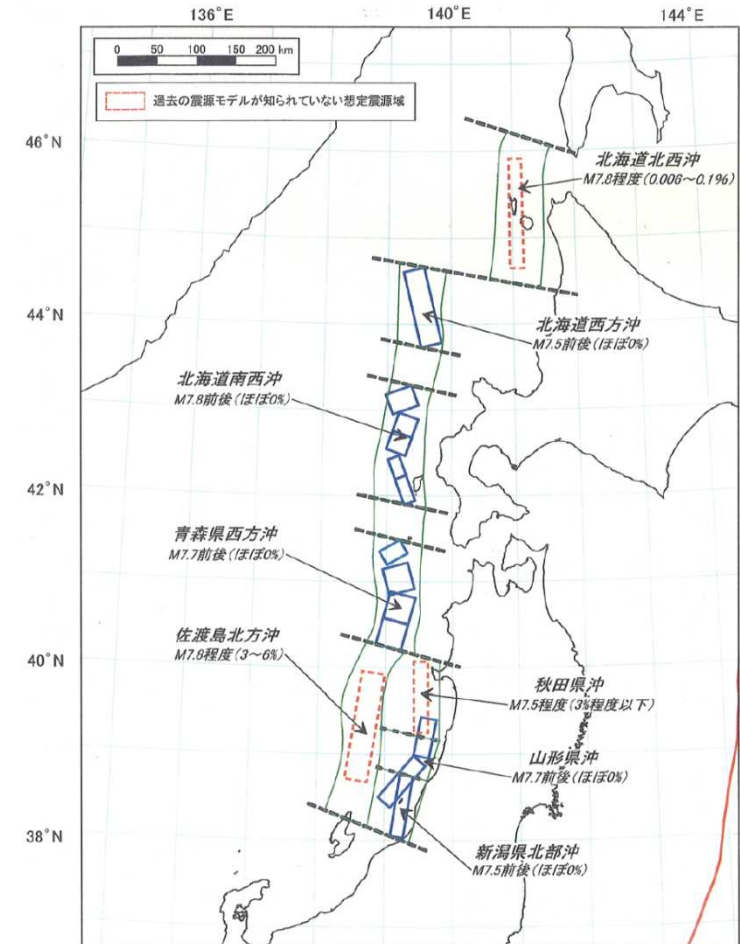 136°E
140°E
144°E
0 50 100 150 200 km
過去の震源モデルが知られていない想定震源域
46°N
北海道北西沖
M7.8程度(0.006~0.1%)
44°N
北海道西方沖
M7.5前後(ほぼ0%)
北海道南西沖
M7.8前後(ほぼ0%)
42°N
青森県西方沖
M7.7前後(ほぼ0%)
佐渡島北方沖
M7.8程度(3~6%)
40°N
秋田県沖
M7.5程度(3%程度以下)
山形県沖
M7.7前後(ほぼ0%)
38°N
新潟県北部沖
M7.5前後(ほぼ0%)